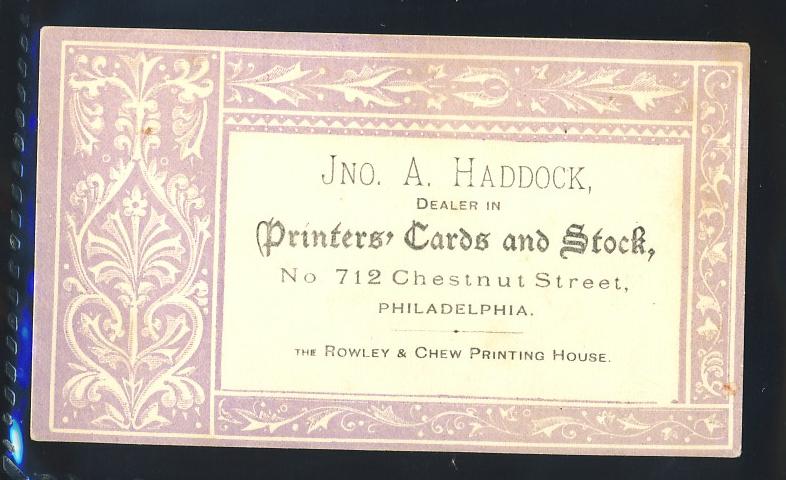 JNO. A. HADDOCK,
DEALER IN
Printers' Cards and Stock,
No 712 Chestnut Street,
PHILADELPHIA.
THE ROWLEY & CHEW PRINTING HOUSE.